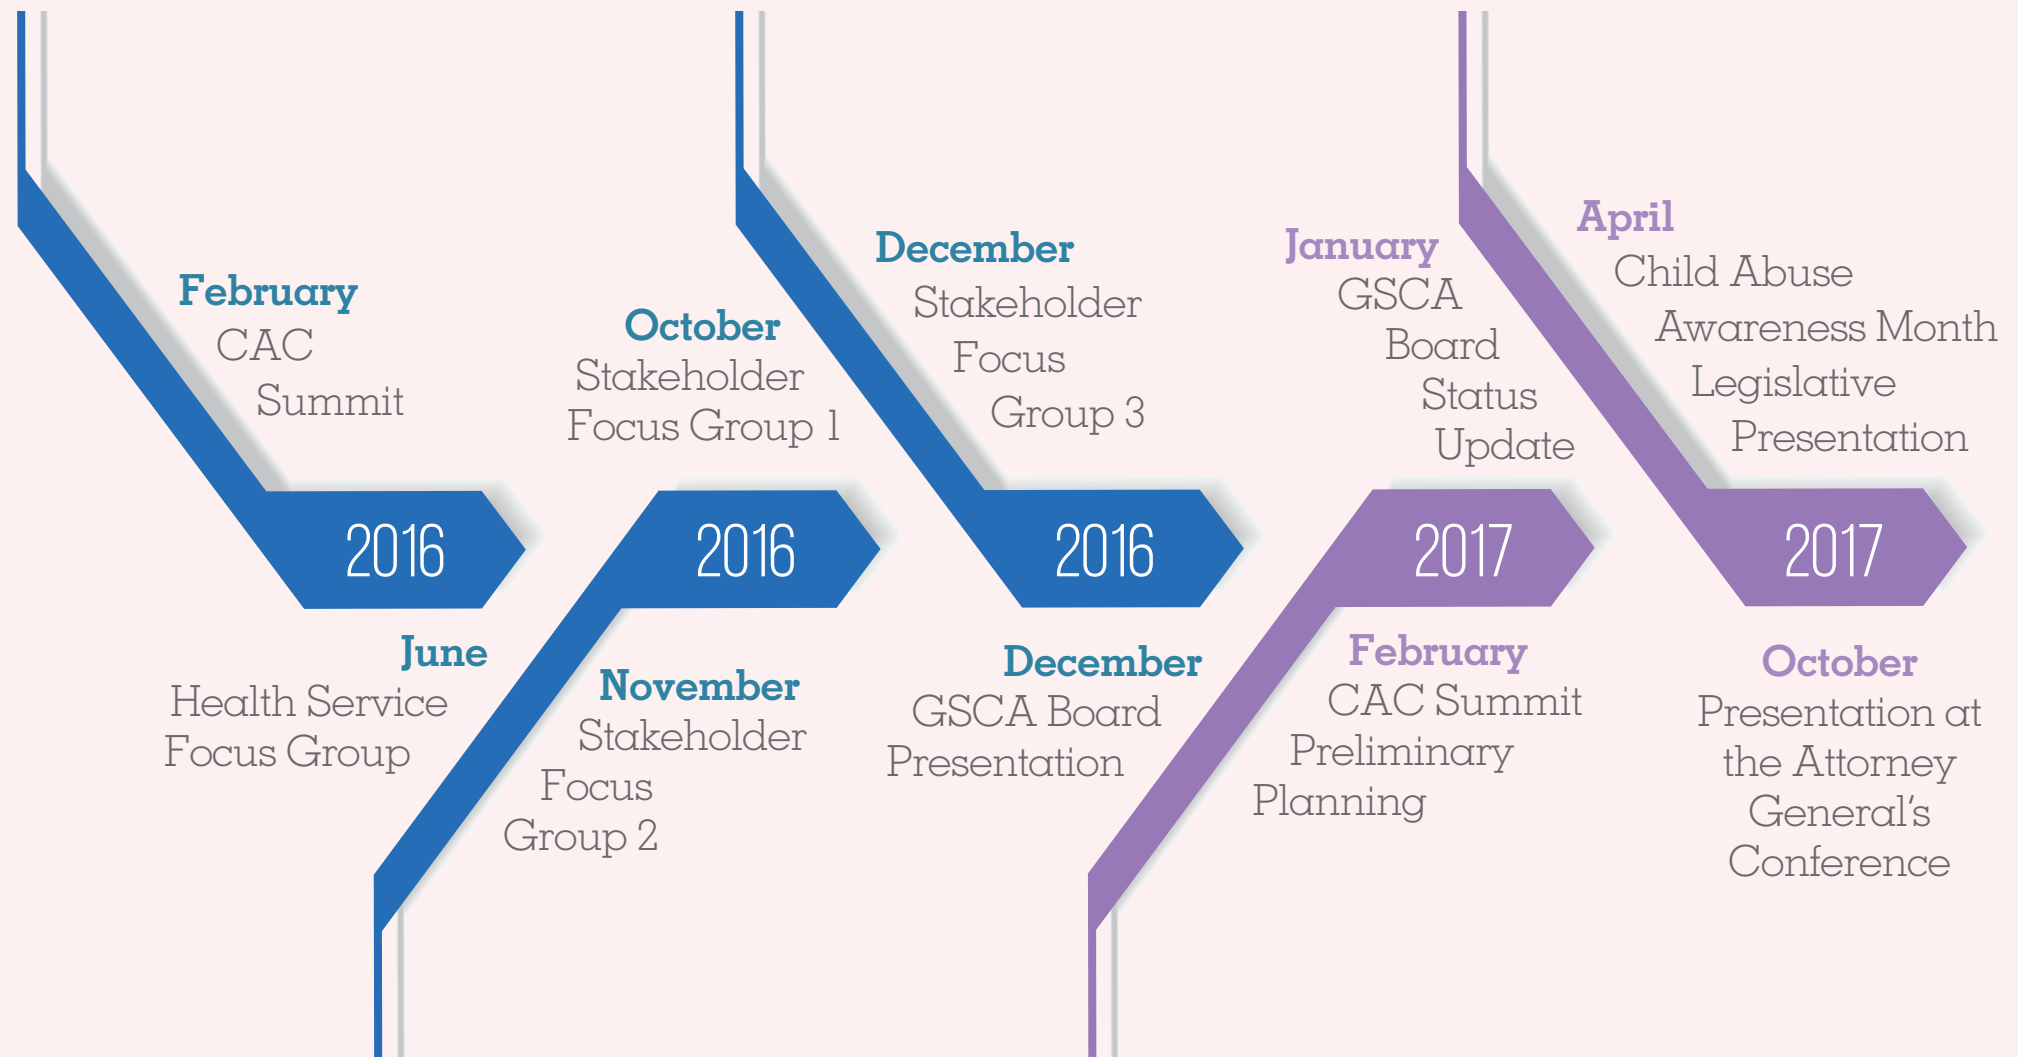 February
CAC
Summit
2016
June
Health Service
Focus Group
October
Stakeholder
Focus Group 1
2016
November
Stakeholder
Focus
Group 2
December
Stakeholder
Focus
Group 3
2016
December
GSCA Board
Presentation
January
GSCA
Board
Status
Update
2017
February
CAC Summit
Preliminary
Planning
April
Child Abuse
Awareness Month
Legislative
Presentation
2017
October
Presentation at
the Attorney
General’s
Conference